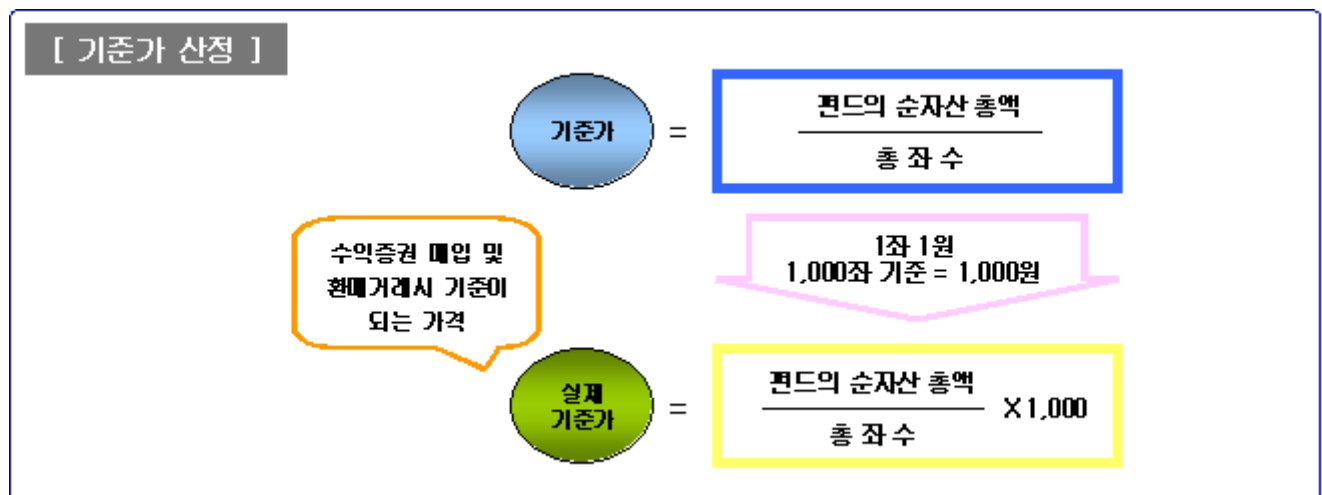 [ 기준가 산정 ]
기준가 =
펀드의 순자산 총액
총 좌 수
수익증권 매입 및
환매거래시 기준이
되는 가격
1좌 1원
1,000좌 기준 = 1,000원
실제
기준가 =
펀드의 순자산 총액
총 좌 수
X 1,000